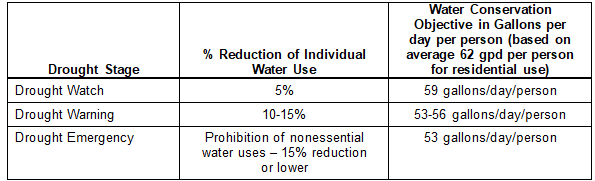 Drought Stage
% Reduction of Individual
Water Use
Water Conservation
Objective in Gallons per
day per person (based on
average 62 gpd per person
for residential use)
Drought Watch
5%
59 gallons/day/person
Drought Warning
10-15%
53-56 gallons/day/person
Drought Emergency
Prohibition of nonessential
water uses – 15% reduction
or lower
53 gallons/day/person